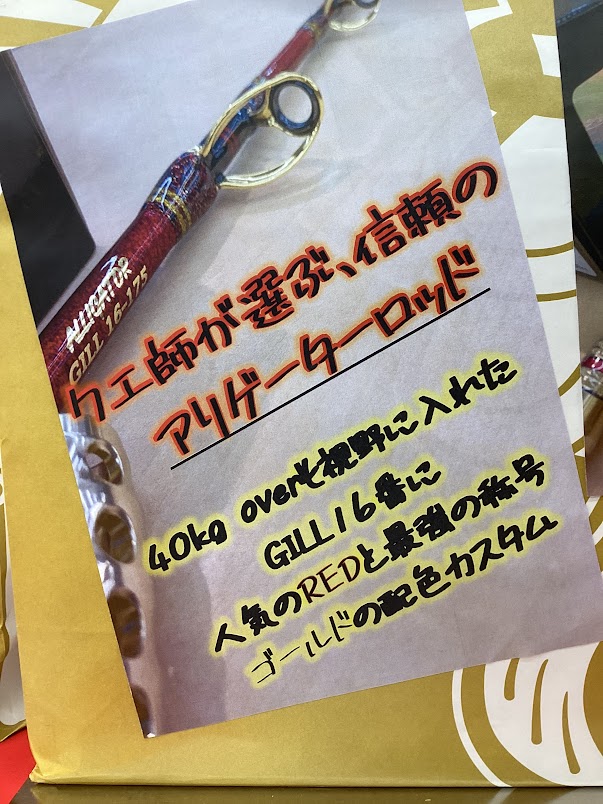 ALLIGATOR
GILL 16-175
クエ師が選ぶ、信頼の
アリゲーターロッド
40kg overも視野に入れた
GILL16番に
人気のREDと最強の称号
ゴールドの配色カスタム